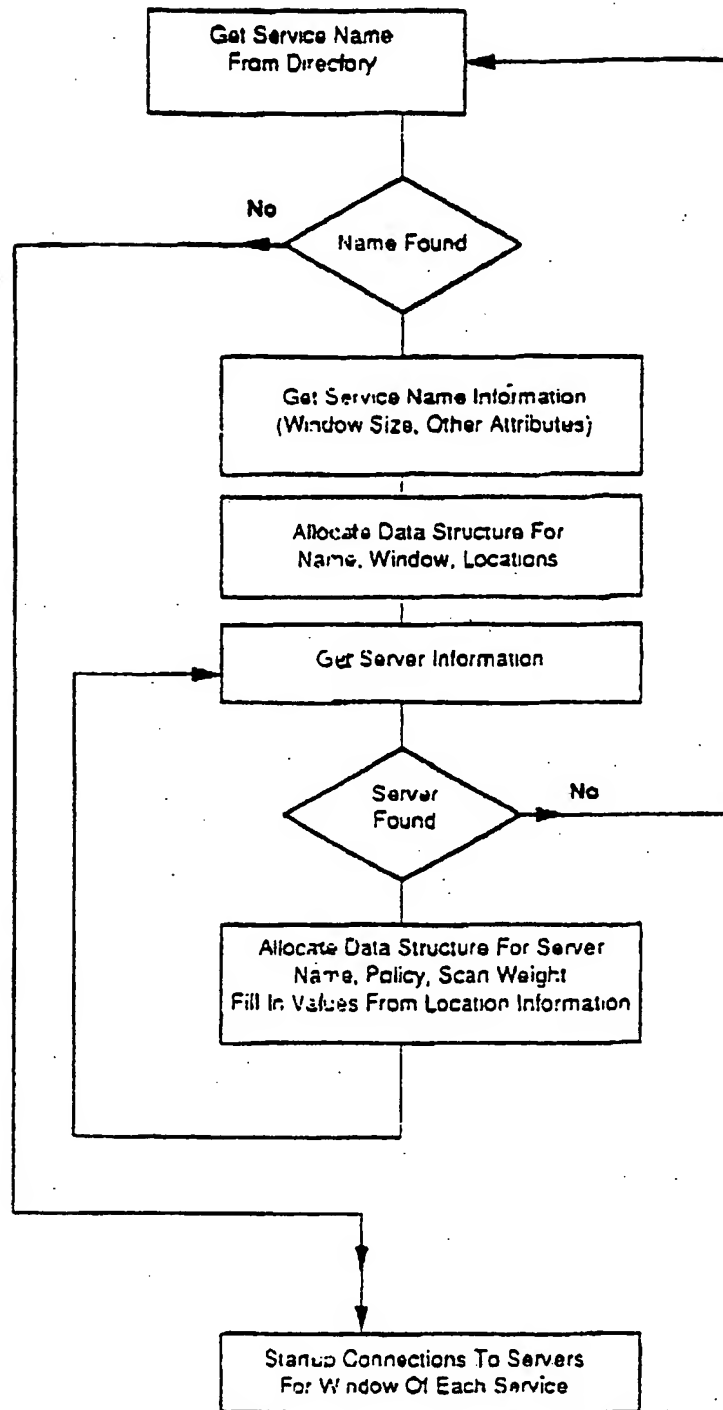 Get Service Name
From Directory
No
Name Found
Get Service Name Information
(Window Size, Other Attributes)
Allocate Data Structure For
Name, Window, Locations
Get Server Information
Server
Found
No
Allocate Data Structure For Server
Name, Policy, Scan Weight
Fill In Values From Location Information
Startup Connections To Servers
For Window Of Each Service